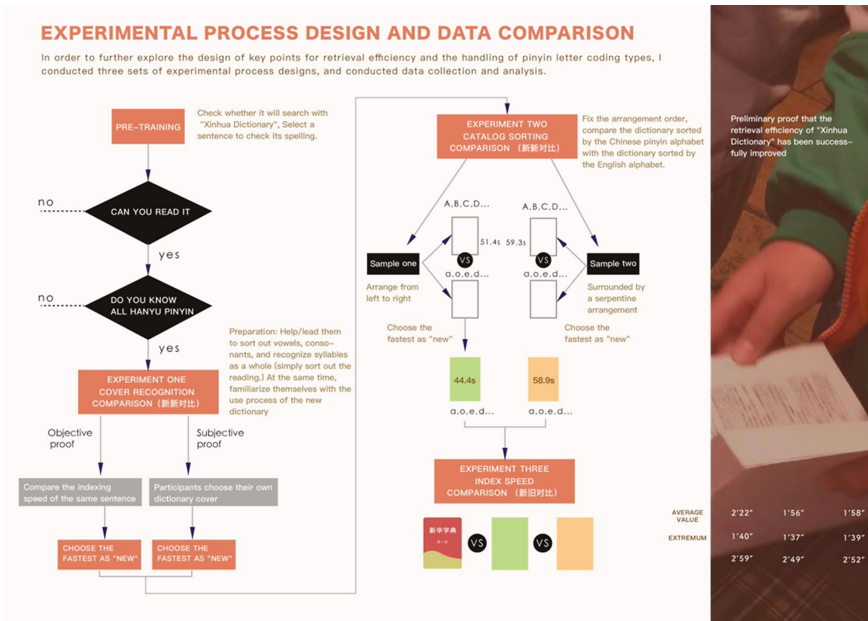 EXPERIMENTAL PROCESS DESIGN AND DATA COMPARISON
In order to further explore the design of key points for retrieval efficiency and the handling of pinyin letter coding types, I
conducted three sets of experimental process designs, and conducted data collection and analysis.
PRE-TRAINING
Check whether it will search with
"Xinhua Dictionary", Select a
sentence to check its spelling.
no
CAN YOU READ IT
yes
no
DO YOU KNOW
ALL HANYU PINYIN
yes
Preparation: Help/lead them
to sort out vowels, conso-
nants, and recognize syllables
as a whole (simply sort out the
reading.) At the same time,
familiarize themselves with the
use process of the new
dictionary
EXPERIMENT ONE
COVER RECOGNITION
COMPARISON（新新对比）
Objective
proof
Subjective
proof
Compare the indexing
speed of the same sentence
Participants choose their own
dictionary cover
CHOOSE THE
FASTEST AS "NEW"
CHOOSE THE
FASTEST AS "NEW"
EXPERIMENT TWO
CATALOG SORTING
COMPARISON （新新对比）
Fix the arrangement order,
compare the dictionary sorted
by the Chinese pinyin alphabet
with the dictionary sorted by
the English alphabet.
A,B,C,D...
A,B,C,D...
51.4s
59.3s
Sample one
VS
VS
Sample two
a,o,e,d...
a,o,e,d...
Arrange from
left to right
Surrounded by
a serpentine
arrangement
Choose the
fastest as "new"
Choose the
fastest as "new"
44.4s
58.9s
a,o,e,d...
a,o,e,d...
EXPERIMENT THREE
INDEX SPEED
COMPARISON （新旧对比）
新华字典
VS
VS
Preliminary proof that the
retrieval efficiency of "Xinhua
Dictionary" has been success-
fully improved
AVERAGE
VALUE
2'22"
1'56"
1'58"
EXTREMUM
1'40"
1'37"
1'39"
2'59"
2'49"
2'52"